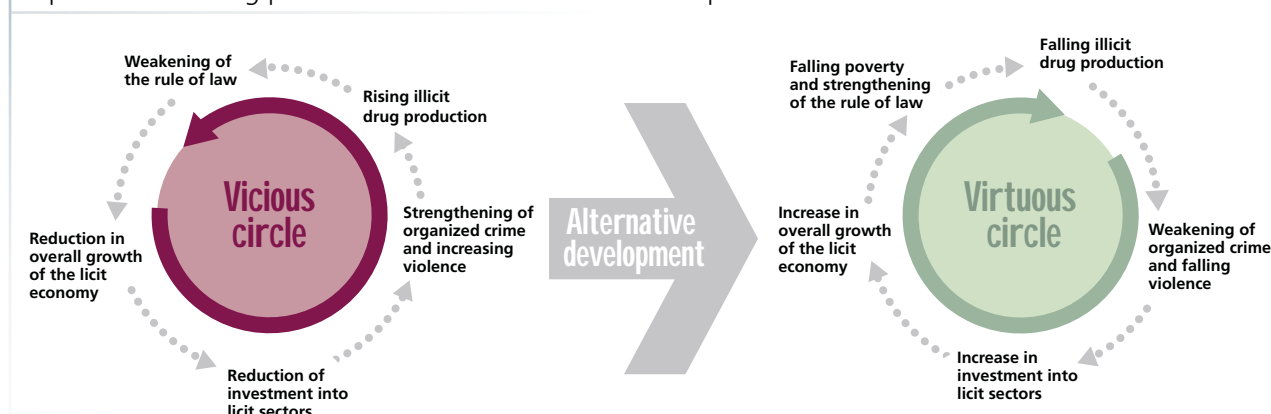 Weakening of
the rule of law
Rising illicit
drug production
Vicious
circle
Reduction in
overall growth
of the licit
economy
Strengthening of
organized crime
and increasing
violence
Reduction of
investment into
licit sectors
Alternative
development
Falling illicit
drug production
Falling poverty
and strengthening
of the rule of law
Virtuous
circle
Increase in
overall growth
of the licit
economy
Weakening of
organized crime
and falling
violence
Increase in
investment into
licit sectors